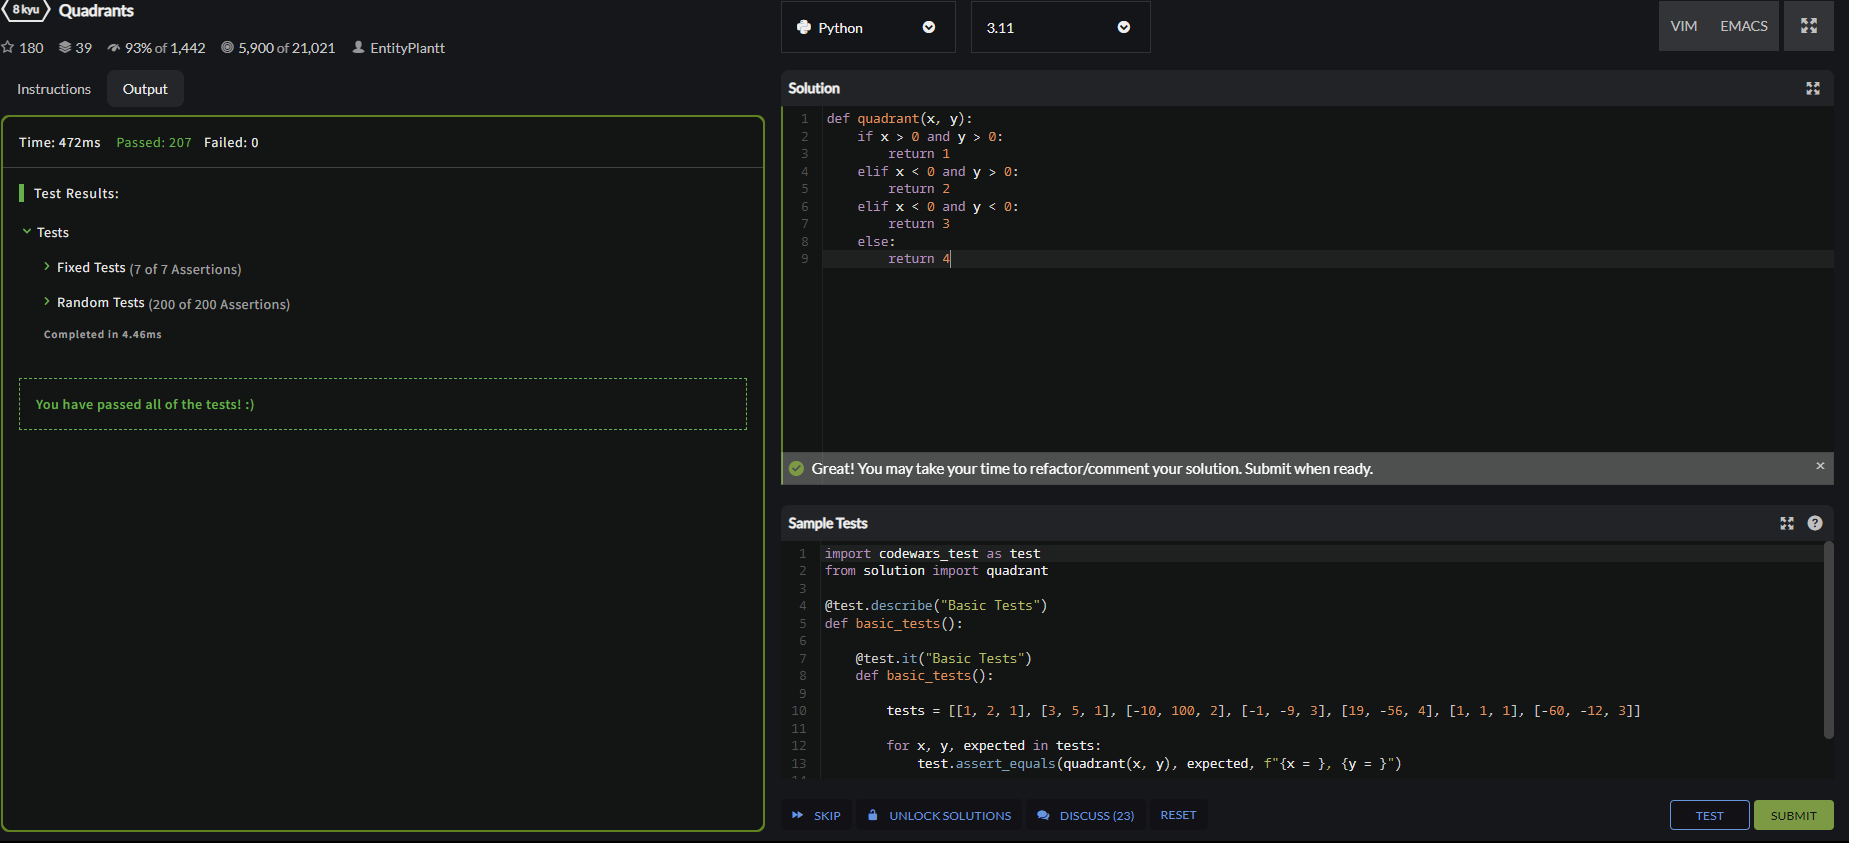 8 kyu Quadrants
180 39 93% of 1,442 5,900 of 21,021 EntityPlantt
Instructions Output
Time: 472ms Passed: 207 Failed: 0
Test Results:
Tests
Fixed Tests (7 of 7 Assertions)
Random Tests (200 of 200 Assertions)
Completed in 4.46ms
You have passed all of the tests! :)
Python 3.11 VIM EMACS
Solution
1 def quadrant(x, y):
2     if x > 0 and y > 0:
3         return 1
4     elif x < 0 and y > 0:
5         return 2
6     elif x < 0 and y < 0:
7         return 3
8     else:
9         return 4
Great! You may take your time to refactor/comment your solution. Submit when ready. ×
Sample Tests ?
1 import codewars_test as test
2 from solution import quadrant
3
4 @test.describe("Basic Tests")
5 def basic_tests():
6
7     @test.it("Basic Tests")
8     def basic_tests():
9
10         tests = [[1, 2, 1], [3, 5, 1], [-10, 100, 2], [-1, -9, 3], [19, -56, 4], [1, 1, 1], [-60, -12, 3]]
11
12         for x, y, expected in tests:
13             test.assert_equals(quadrant(x, y), expected, f"{x = }, {y = }")
SKIP UNLOCK SOLUTIONS DISCUSS (23) RESET TEST SUBMIT